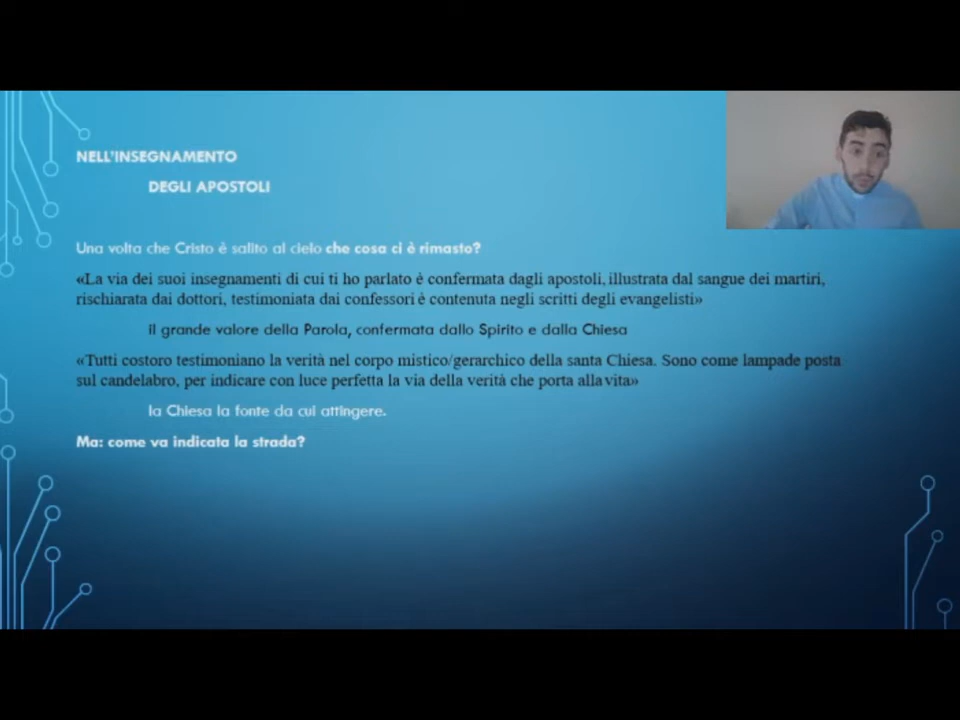 NELL'INSEGNAMENTO
DEGLI APOSTOLI
Una volta che Cristo è salito al cielo che cosa ci è rimasto?
«La via dei suoi insegnamenti di cui ti ho parlato è confermata dagli apostoli, illustrata dal sangue dei martiri,
rischiarata dai dottori, testimoniata dai confessori è contenuta negli scritti degli evangelisti»
il grande valore della Parola, confermata dallo Spirito e dalla Chiesa
«Tutti costoro testimoniano la verità nel corpo mistico/gerarchico della santa Chiesa. Sono come lampade posta
sul candelabro, per indicare con luce perfetta la via della verità che porta alla vita»
la Chiesa la fonte da cui attingere.
Ma: come va indicata la strada?